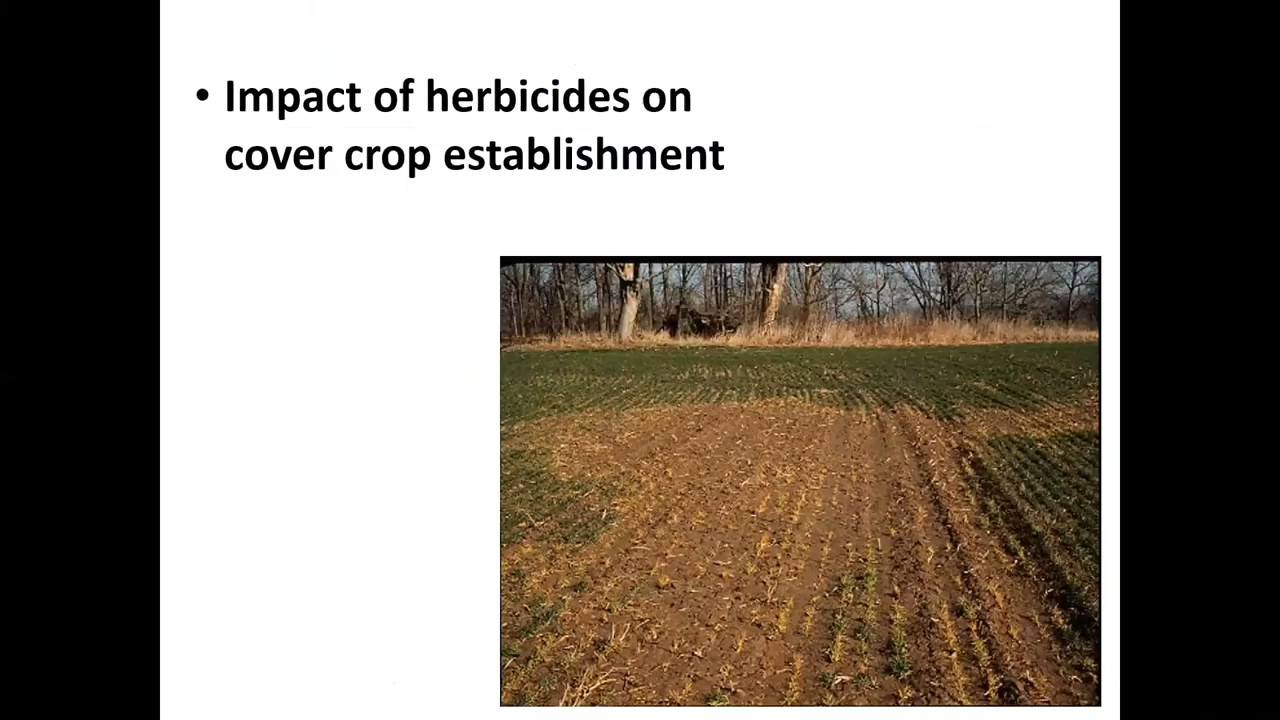 • Impact of herbicides on
cover crop establishment